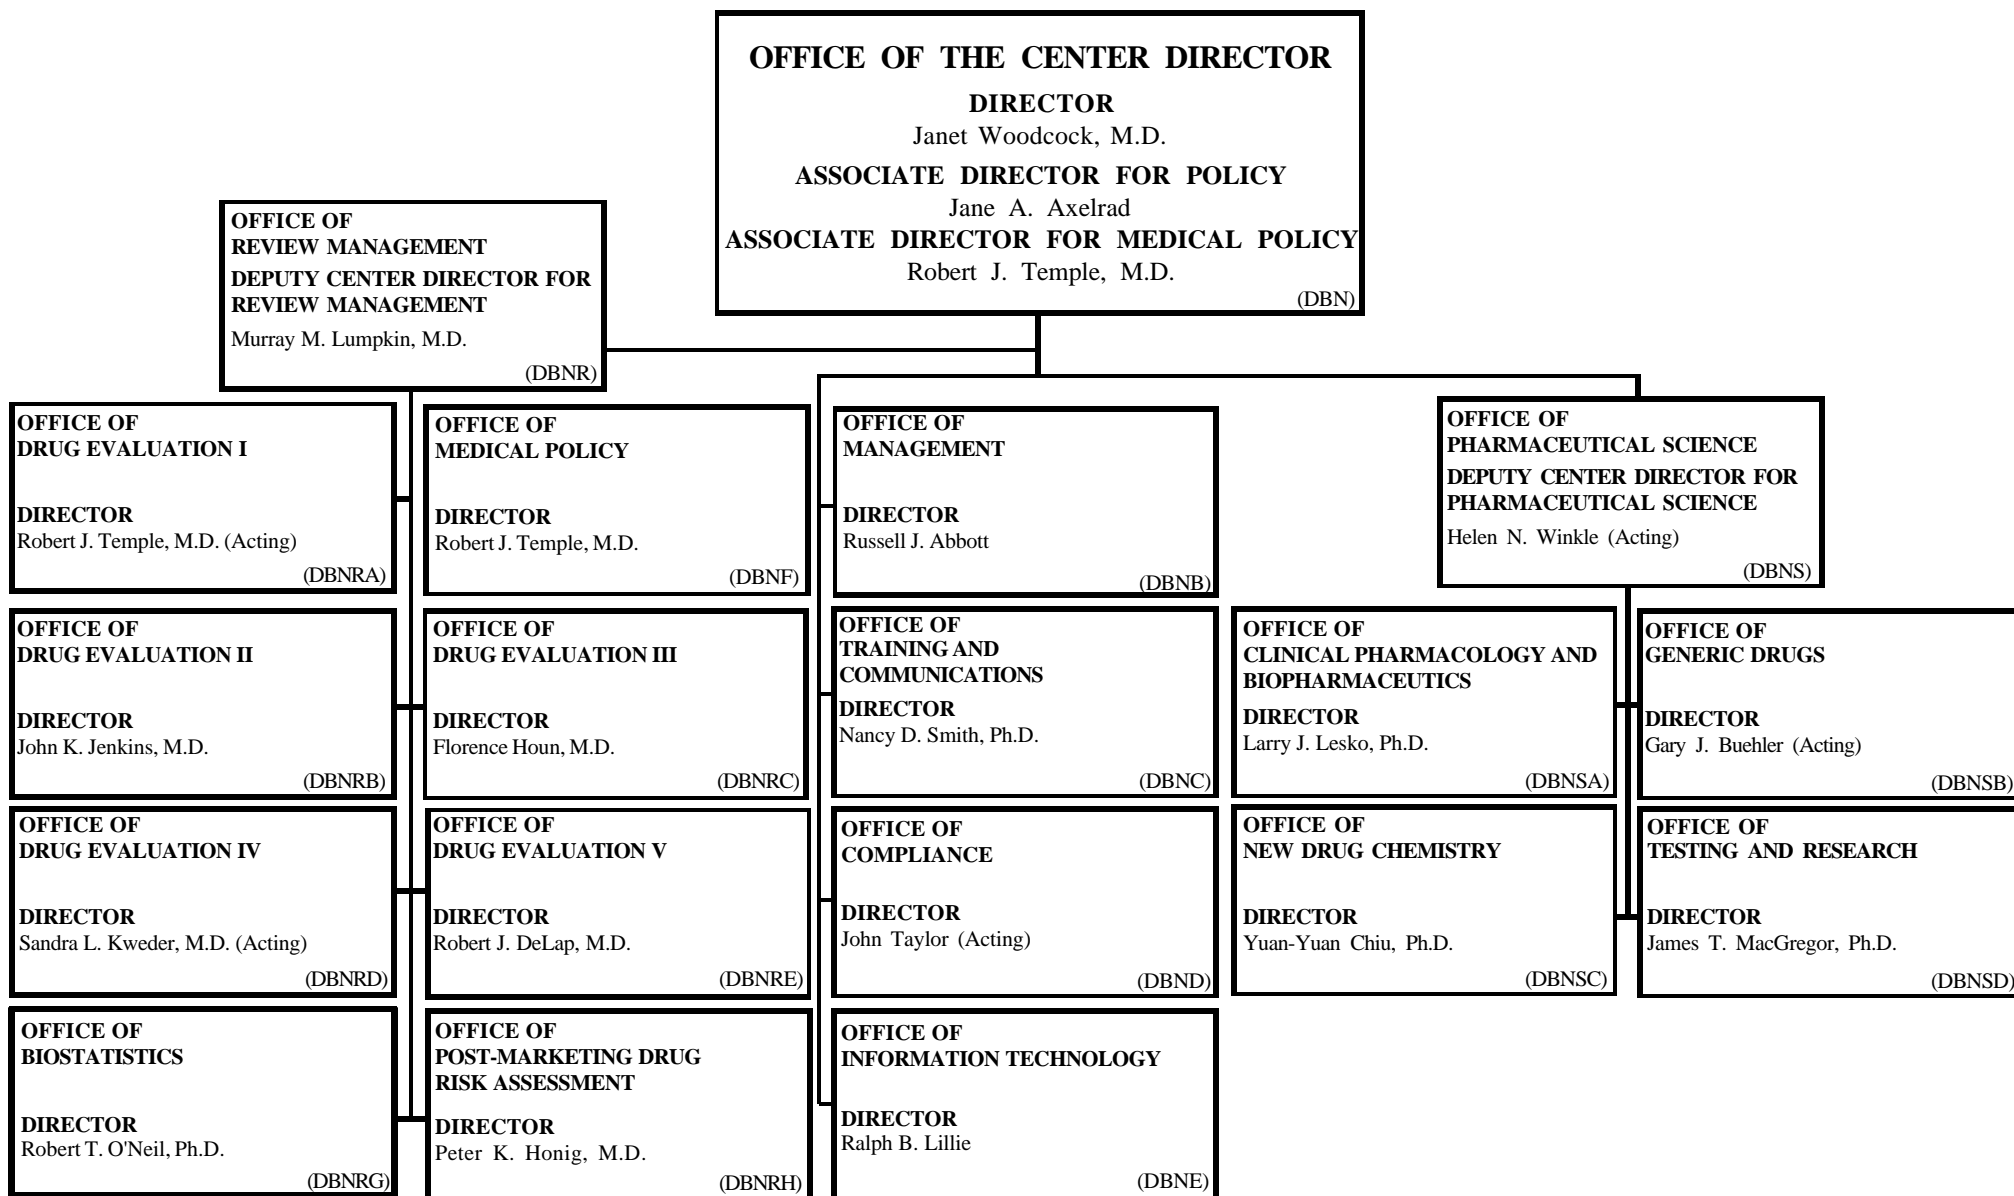 OFFICE OF THE CENTER DIRECTOR
DIRECTOR
Janet Woodcock, M.D.
ASSOCIATE DIRECTOR FOR POLICY
Jane A. Axelrad
ASSOCIATE DIRECTOR FOR MEDICAL POLICY
Robert J. Temple, M.D.
(DBN)
OFFICE OF
REVIEW MANAGEMENT
DEPUTY CENTER DIRECTOR FOR
REVIEW MANAGEMENT
Murray M. Lumpkin, M.D.
(DBNR)
OFFICE OF
DRUG EVALUATION I
DIRECTOR
Robert J. Temple, M.D. (Acting)
(DBNRA)
OFFICE OF
MEDICAL POLICY
DIRECTOR
Robert J. Temple, M.D.
(DBNF)
OFFICE OF
MANAGEMENT
DIRECTOR
Russell J. Abbott
(DBNB)
OFFICE OF
PHARMACEUTICAL SCIENCE
DEPUTY CENTER DIRECTOR FOR
PHARMACEUTICAL SCIENCE
Helen N. Winkle (Acting)
(DBNS)
OFFICE OF
DRUG EVALUATION II
DIRECTOR
John K. Jenkins, M.D.
(DBNRB)
OFFICE OF
DRUG EVALUATION III
DIRECTOR
Florence Houn, M.D.
(DBNRC)
OFFICE OF
TRAINING AND
COMMUNICATIONS
DIRECTOR
Nancy D. Smith, Ph.D.
(DBNC)
OFFICE OF
CLINICAL PHARMACOLOGY AND
BIOPHARMACEUTICS
DIRECTOR
Larry J. Lesko, Ph.D.
(DBNSA)
OFFICE OF
GENERIC DRUGS
DIRECTOR
Gary J. Buehler (Acting)
(DBNSB)
OFFICE OF
DRUG EVALUATION IV
DIRECTOR
Sandra L. Kweder, M.D. (Acting)
(DBNRD)
OFFICE OF
DRUG EVALUATION V
DIRECTOR
Robert J. DeLap, M.D.
(DBNRE)
OFFICE OF
COMPLIANCE
DIRECTOR
John Taylor (Acting)
(DBND)
OFFICE OF
NEW DRUG CHEMISTRY
DIRECTOR
Yuan-Yuan Chiu, Ph.D.
(DBNSC)
OFFICE OF
TESTING AND RESEARCH
DIRECTOR
James T. MacGregor, Ph.D.
(DBNSD)
OFFICE OF
BIOSTATISTICS
DIRECTOR
Robert T. O'Neil, Ph.D.
(DBNRG)
OFFICE OF
POST-MARKETING DRUG
RISK ASSESSMENT
DIRECTOR
Peter K. Honig, M.D.
(DBNRH)
OFFICE OF
INFORMATION TECHNOLOGY
DIRECTOR
Ralph B. Lillie
(DBNE)